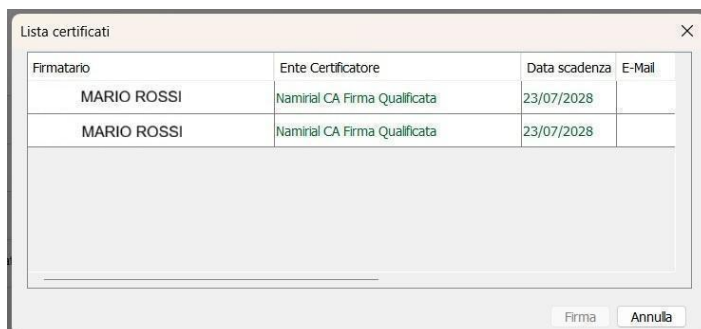 Lista certificati
Firmatario Ente Certificatore Data scadenza E-Mail
MARIO ROSSI Namirial CA Firma Qualificata 23/07/2028
MARIO ROSSI Namirial CA Firma Qualificata 23/07/2028
Firma Annulla